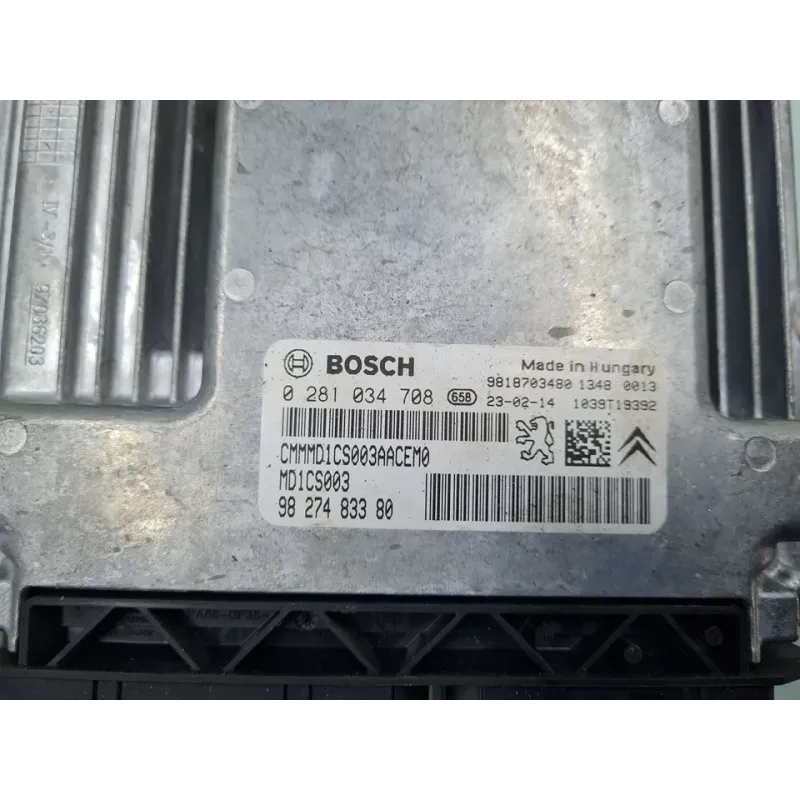 BOSCH
Made in Hungary
9818703480 1348 0013
0 281 034 708 658 23-02-14 1039T19392
CMMMD1CS003AACEM0
MD1CS003
98 274 833 80